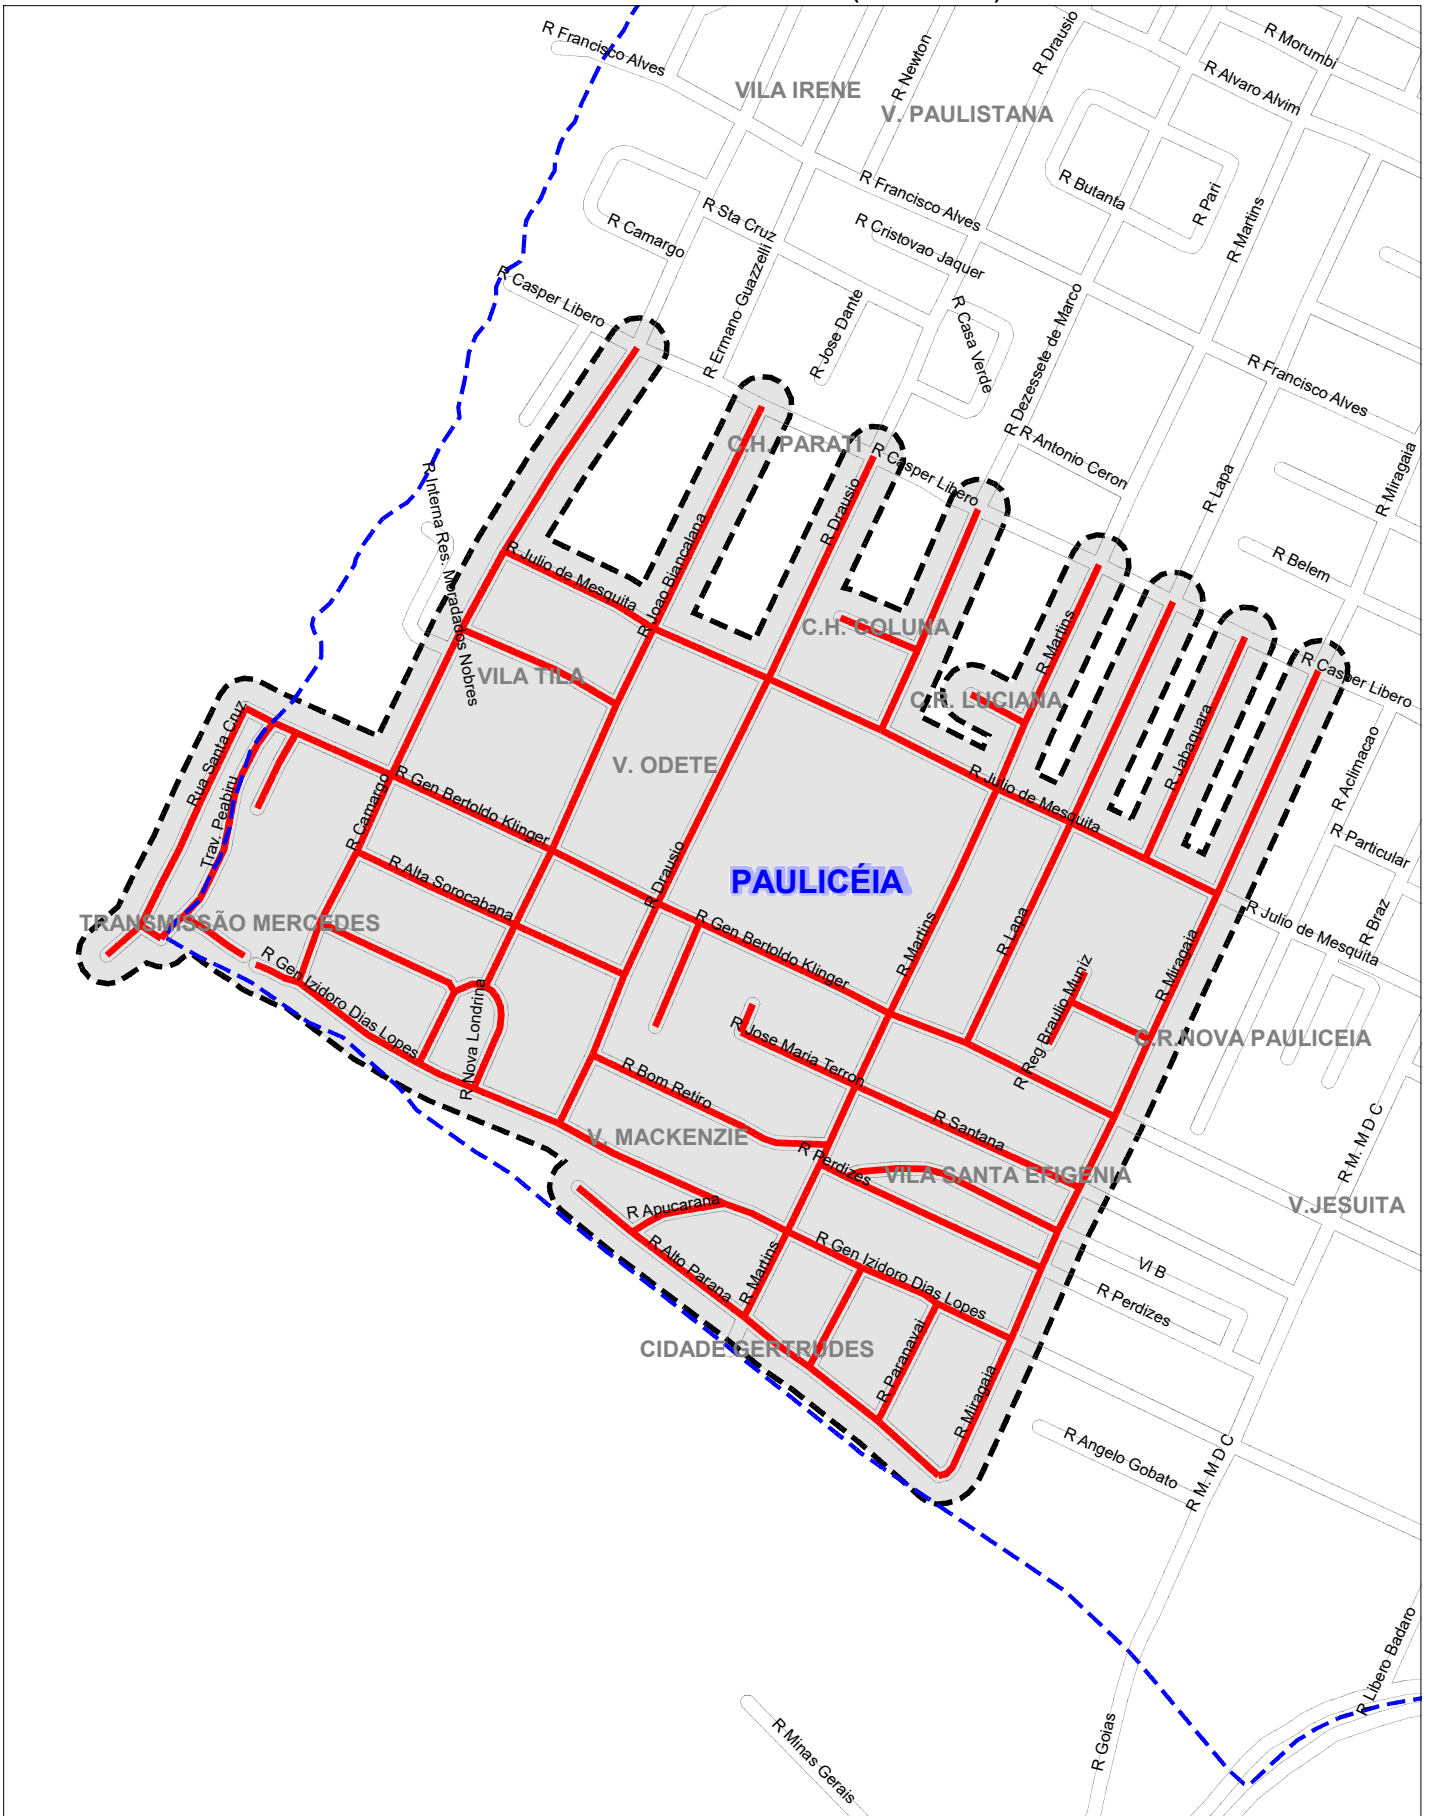 R Francisco Alves
R Morumbi
R Drausio
R Newton
R Alvaro Alvim
VILA IRENE
V. PAULISTANA
R Butanta
R Pari
R Martins
R Francisco Alves
R Sta Cruz
R Cristovao Jaquer
R Camargo
R Casper Libero
R Ermano Guazzelli
R Jose Dante
R Casa Verde
R Dezessete de Marco
R Francisco Alves
C.H. PARATI
R Casper Libero
R Antonio Ceron
R Lapa
R Miragaia
R Interna Res. Moradados Nobres
R Drausio
R Joao Biancalana
R Julio de Mesquita
R Belem
C.H. COLUNA
R Martins
R Casper Libero
VILA TILA
C.R. LUCIANA
Rua Santa Cruz
R Jabaquara
R Aclimacao
V. ODETE
R Gen Bertoldo Klinger
R Julio de Mesquita
Trav. Peabiru
R Camargo
R Particular
R Drausio
PAULICÉIA
R Alta Sorocabana
R Braz
TRANSMISSÃO MERCEDES
R Gen Bertoldo Klinger
R Martins
R Lapa
R Julio de Mesquita
R Miragaia
R Gen Izidoro Dias Lopes
R Reg Braulio Muniz
R Nova Londrina
R Jose Maria Terron
C.R.NOVA PAULICEIA
R Bom Retiro
R Santana
R M. M D C
V. MACKENZIE
R Perdizes
VILA SANTA EFIGENIA
V.JESUITA
R Apucarana
R Alto Parana
R Martins
R Gen Izidoro Dias Lopes
VI B
R Perdizes
CIDADE GERTRUDES
R Paranavai
R Miragaia
R Angelo Gobato
R M. M D C
R Libero Badaro
R Goias
R Minas Gerais